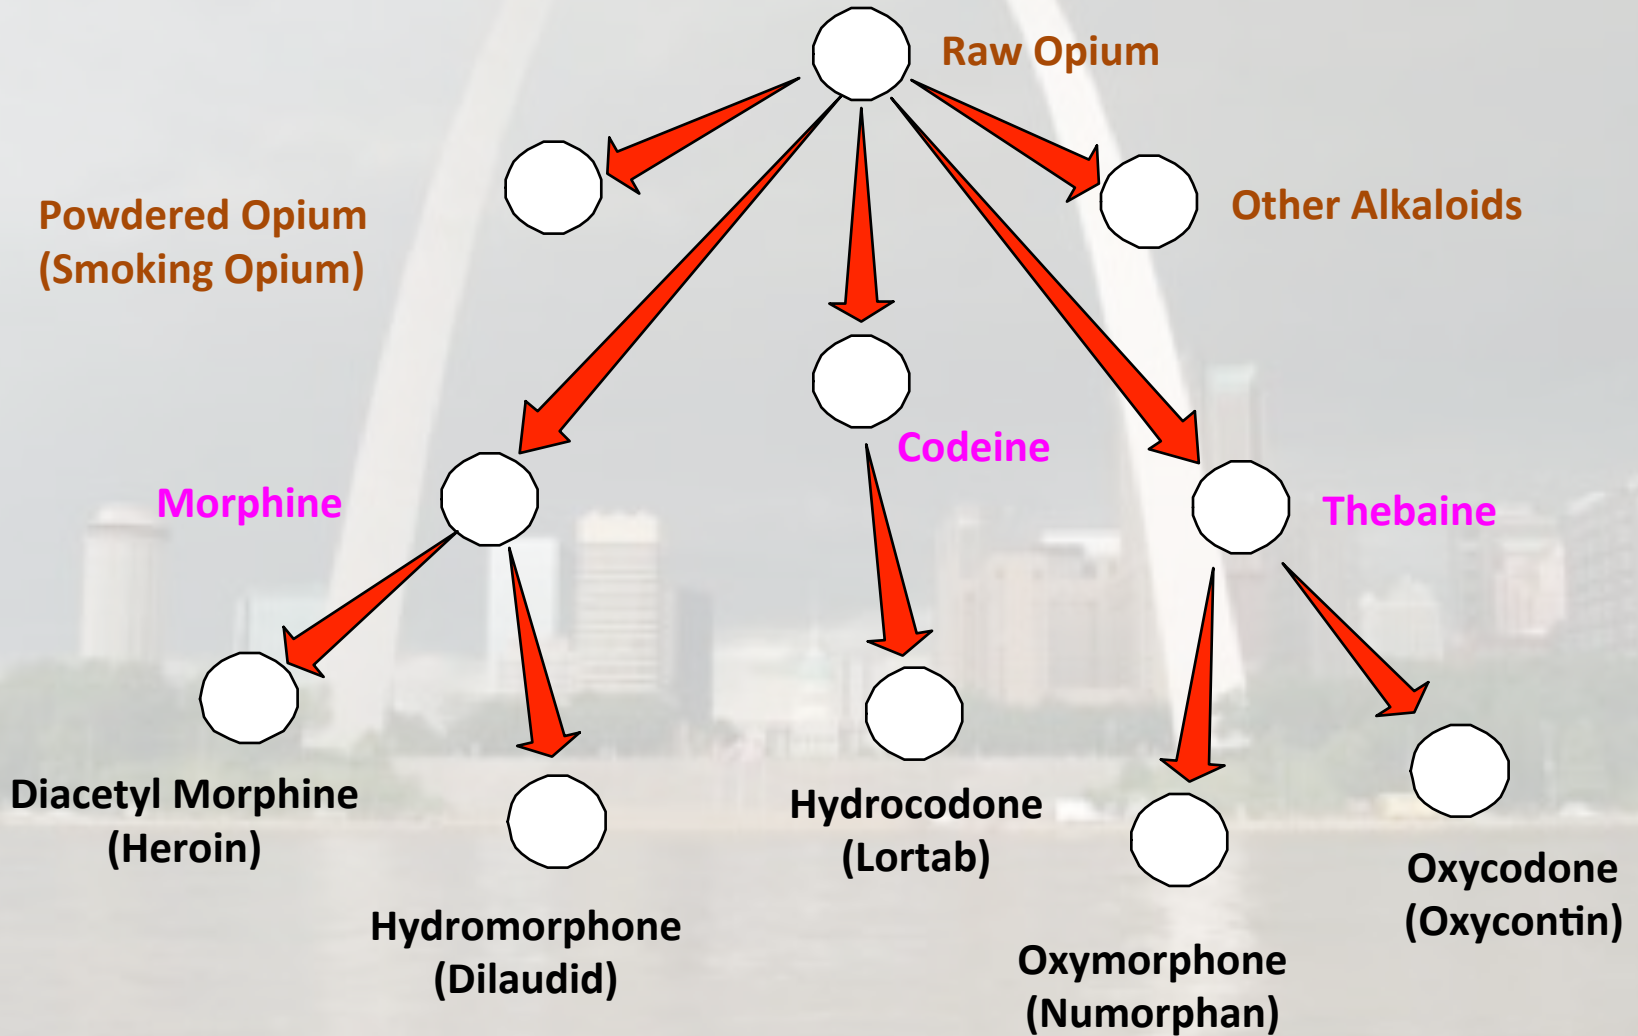 Raw Opium
Powdered Opium
(Smoking Opium)
Other Alkaloids
Codeine
Morphine
Thebaine
Diacetyl Morphine
(Heroin)
Hydromorphone
(Dilaudid)
Hydrocodone
(Lortab)
Oxymorphone
(Numorphan)
Oxycodone
(Oxycontin)